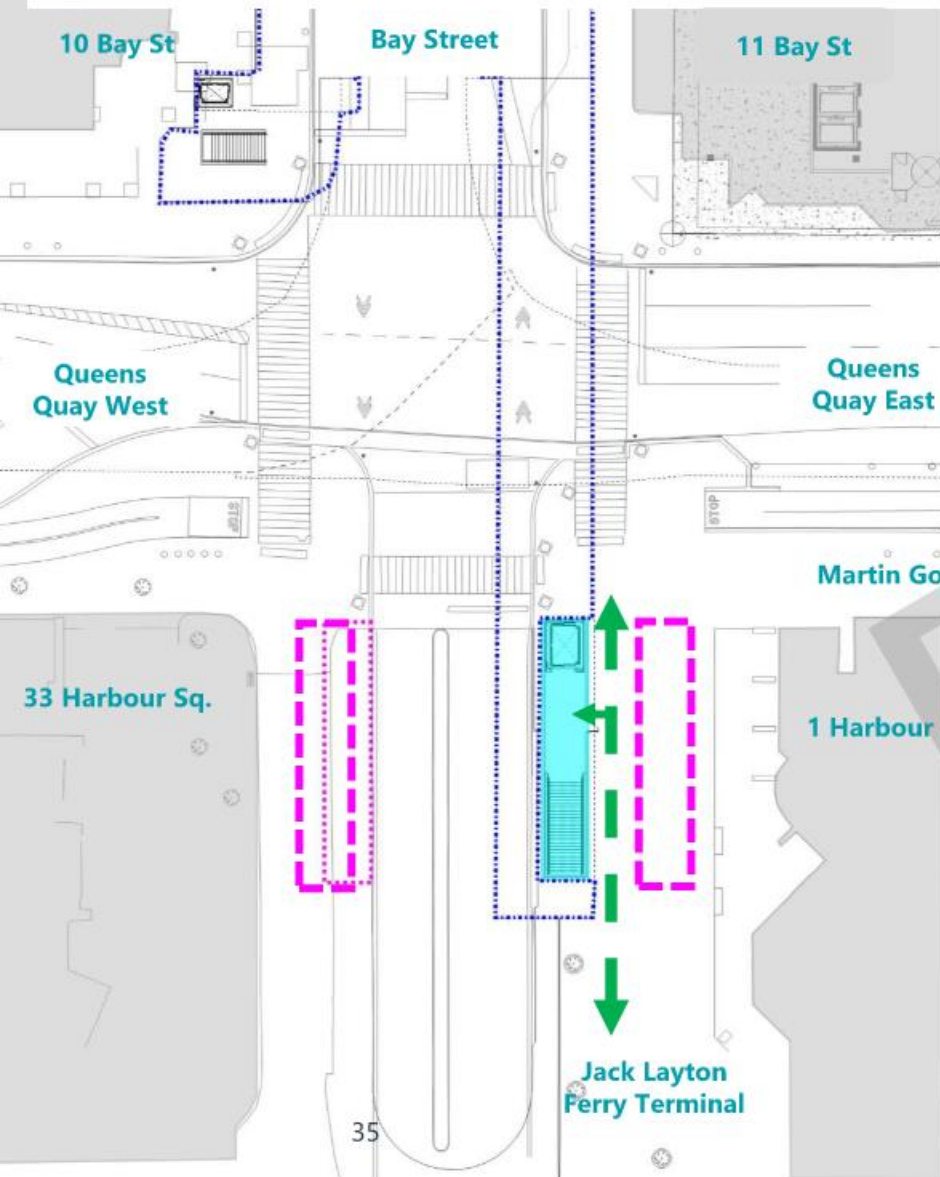 10 Bay St
Bay Street
11 Bay St
Queens
Quay West
Queens
Quay East
STOP
STOP
Martin Go
33 Harbour Sq.
1 Harbour
Jack Layton
Ferry Terminal
35